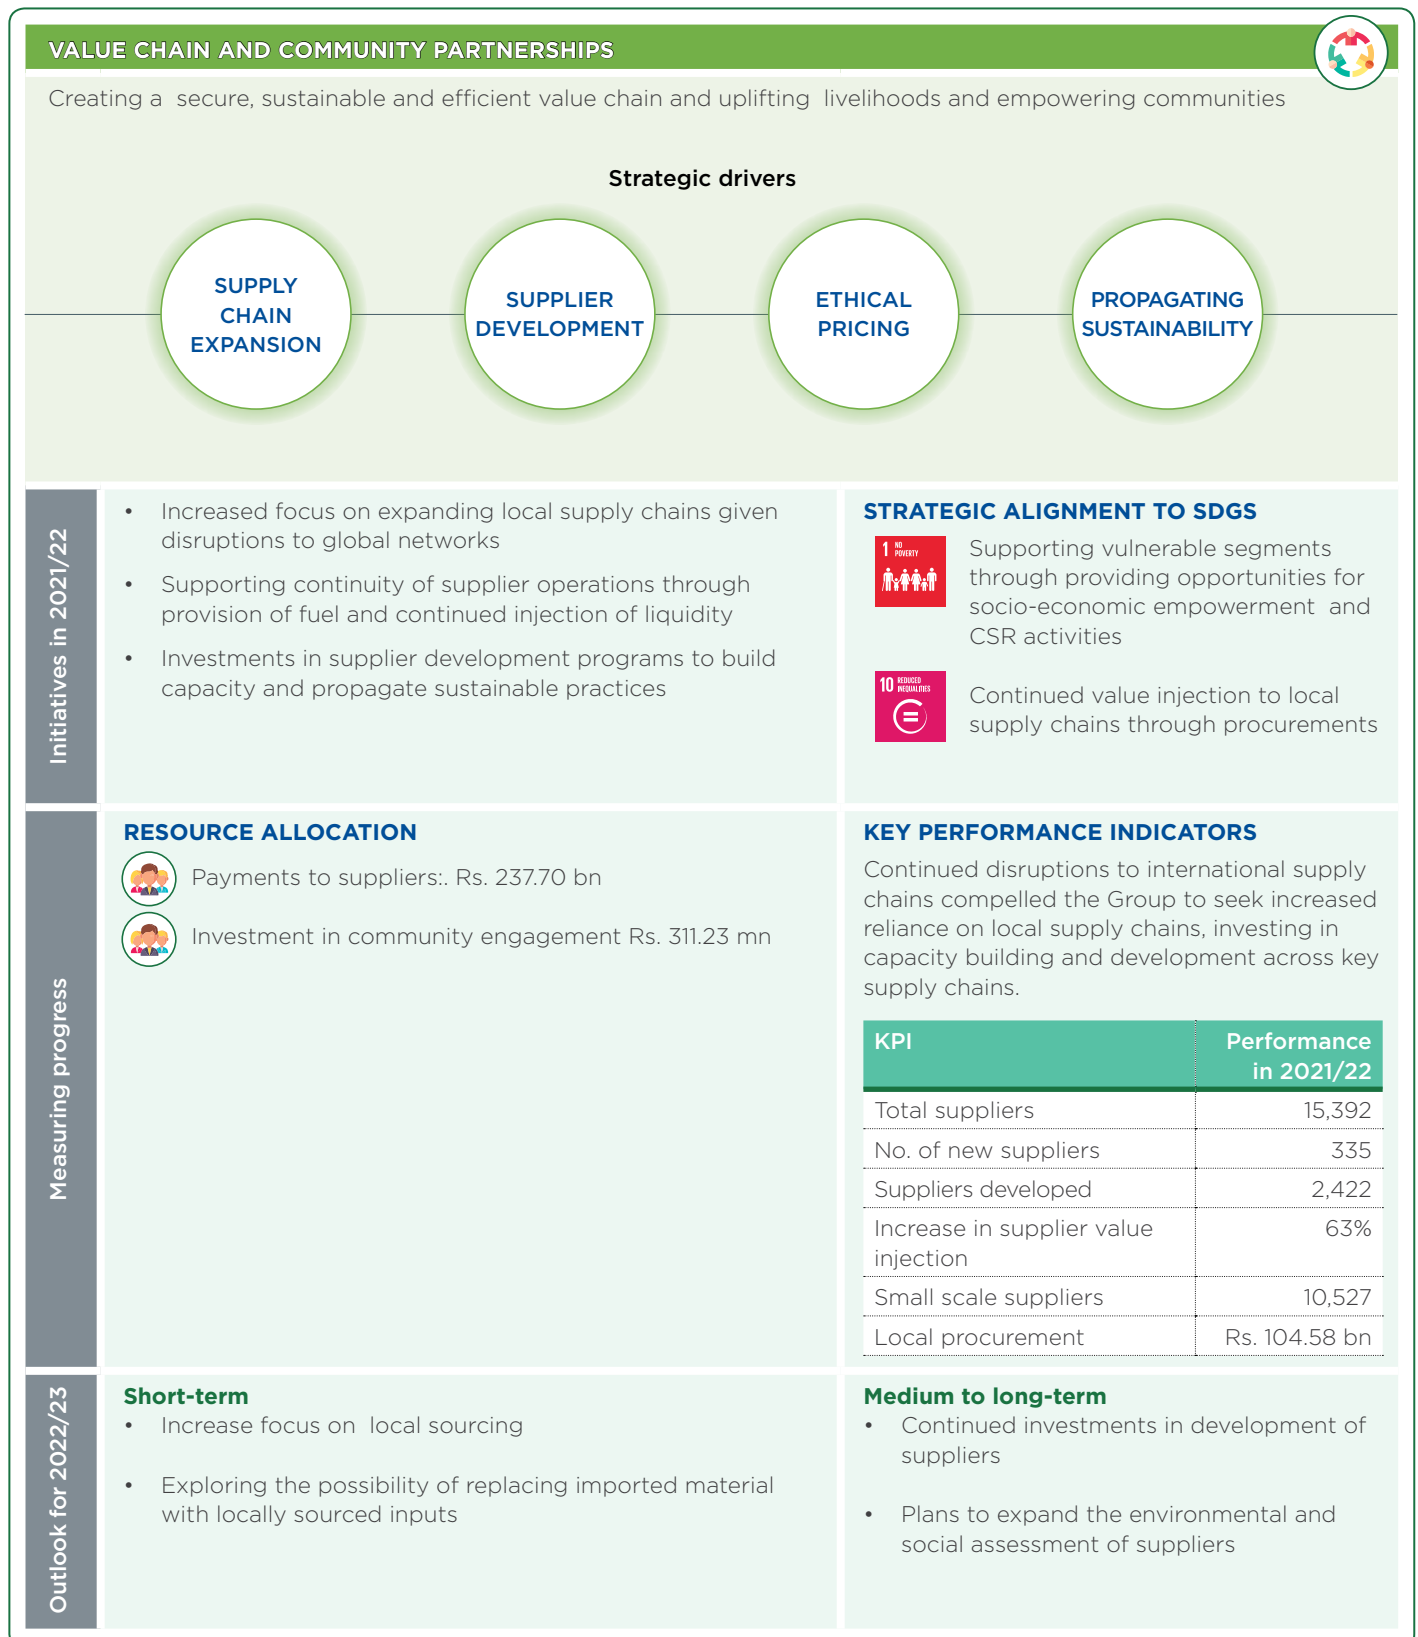 VALUE CHAIN AND COMMUNITY PARTNERSHIPS
Creating a secure, sustainable and efficient value chain and uplifting livelihoods and empowering communities
Strategic drivers
SUPPLY
CHAIN
EXPANSION
SUPPLIER
DEVELOPMENT
ETHICAL
PRICING
PROPAGATING
SUSTAINABILITY
Initiatives in 2021/22
• Increased focus on expanding local supply chains given
disruptions to global networks
• Supporting continuity of supplier operations through
provision of fuel and continued injection of liquidity
• Investments in supplier development programs to build
capacity and propagate sustainable practices
STRATEGIC ALIGNMENT TO SDGS
1 NO
POVERTY
Supporting vulnerable segments
through providing opportunities for
socio-economic empowerment and
CSR activities
10 REDUCED
INEQUALITIES
Continued value injection to local
supply chains through procurements
Measuring progress
RESOURCE ALLOCATION
Payments to suppliers:. Rs. 237.70 bn
Investment in community engagement Rs. 311.23 mn
KEY PERFORMANCE INDICATORS
Continued disruptions to international supply
chains compelled the Group to seek increased
reliance on local supply chains, investing in
capacity building and development across key
supply chains.
KPI Performance
in 2021/22
Total suppliers 15,392
No. of new suppliers 335
Suppliers developed 2,422
Increase in supplier value 63%
injection
Small scale suppliers 10,527
Local procurement Rs. 104.58 bn
Outlook for 2022/23
Short-term
• Increase focus on local sourcing
• Exploring the possibility of replacing imported material
with locally sourced inputs
Medium to long-term
• Continued investments in development of
suppliers
• Plans to expand the environmental and
social assessment of suppliers